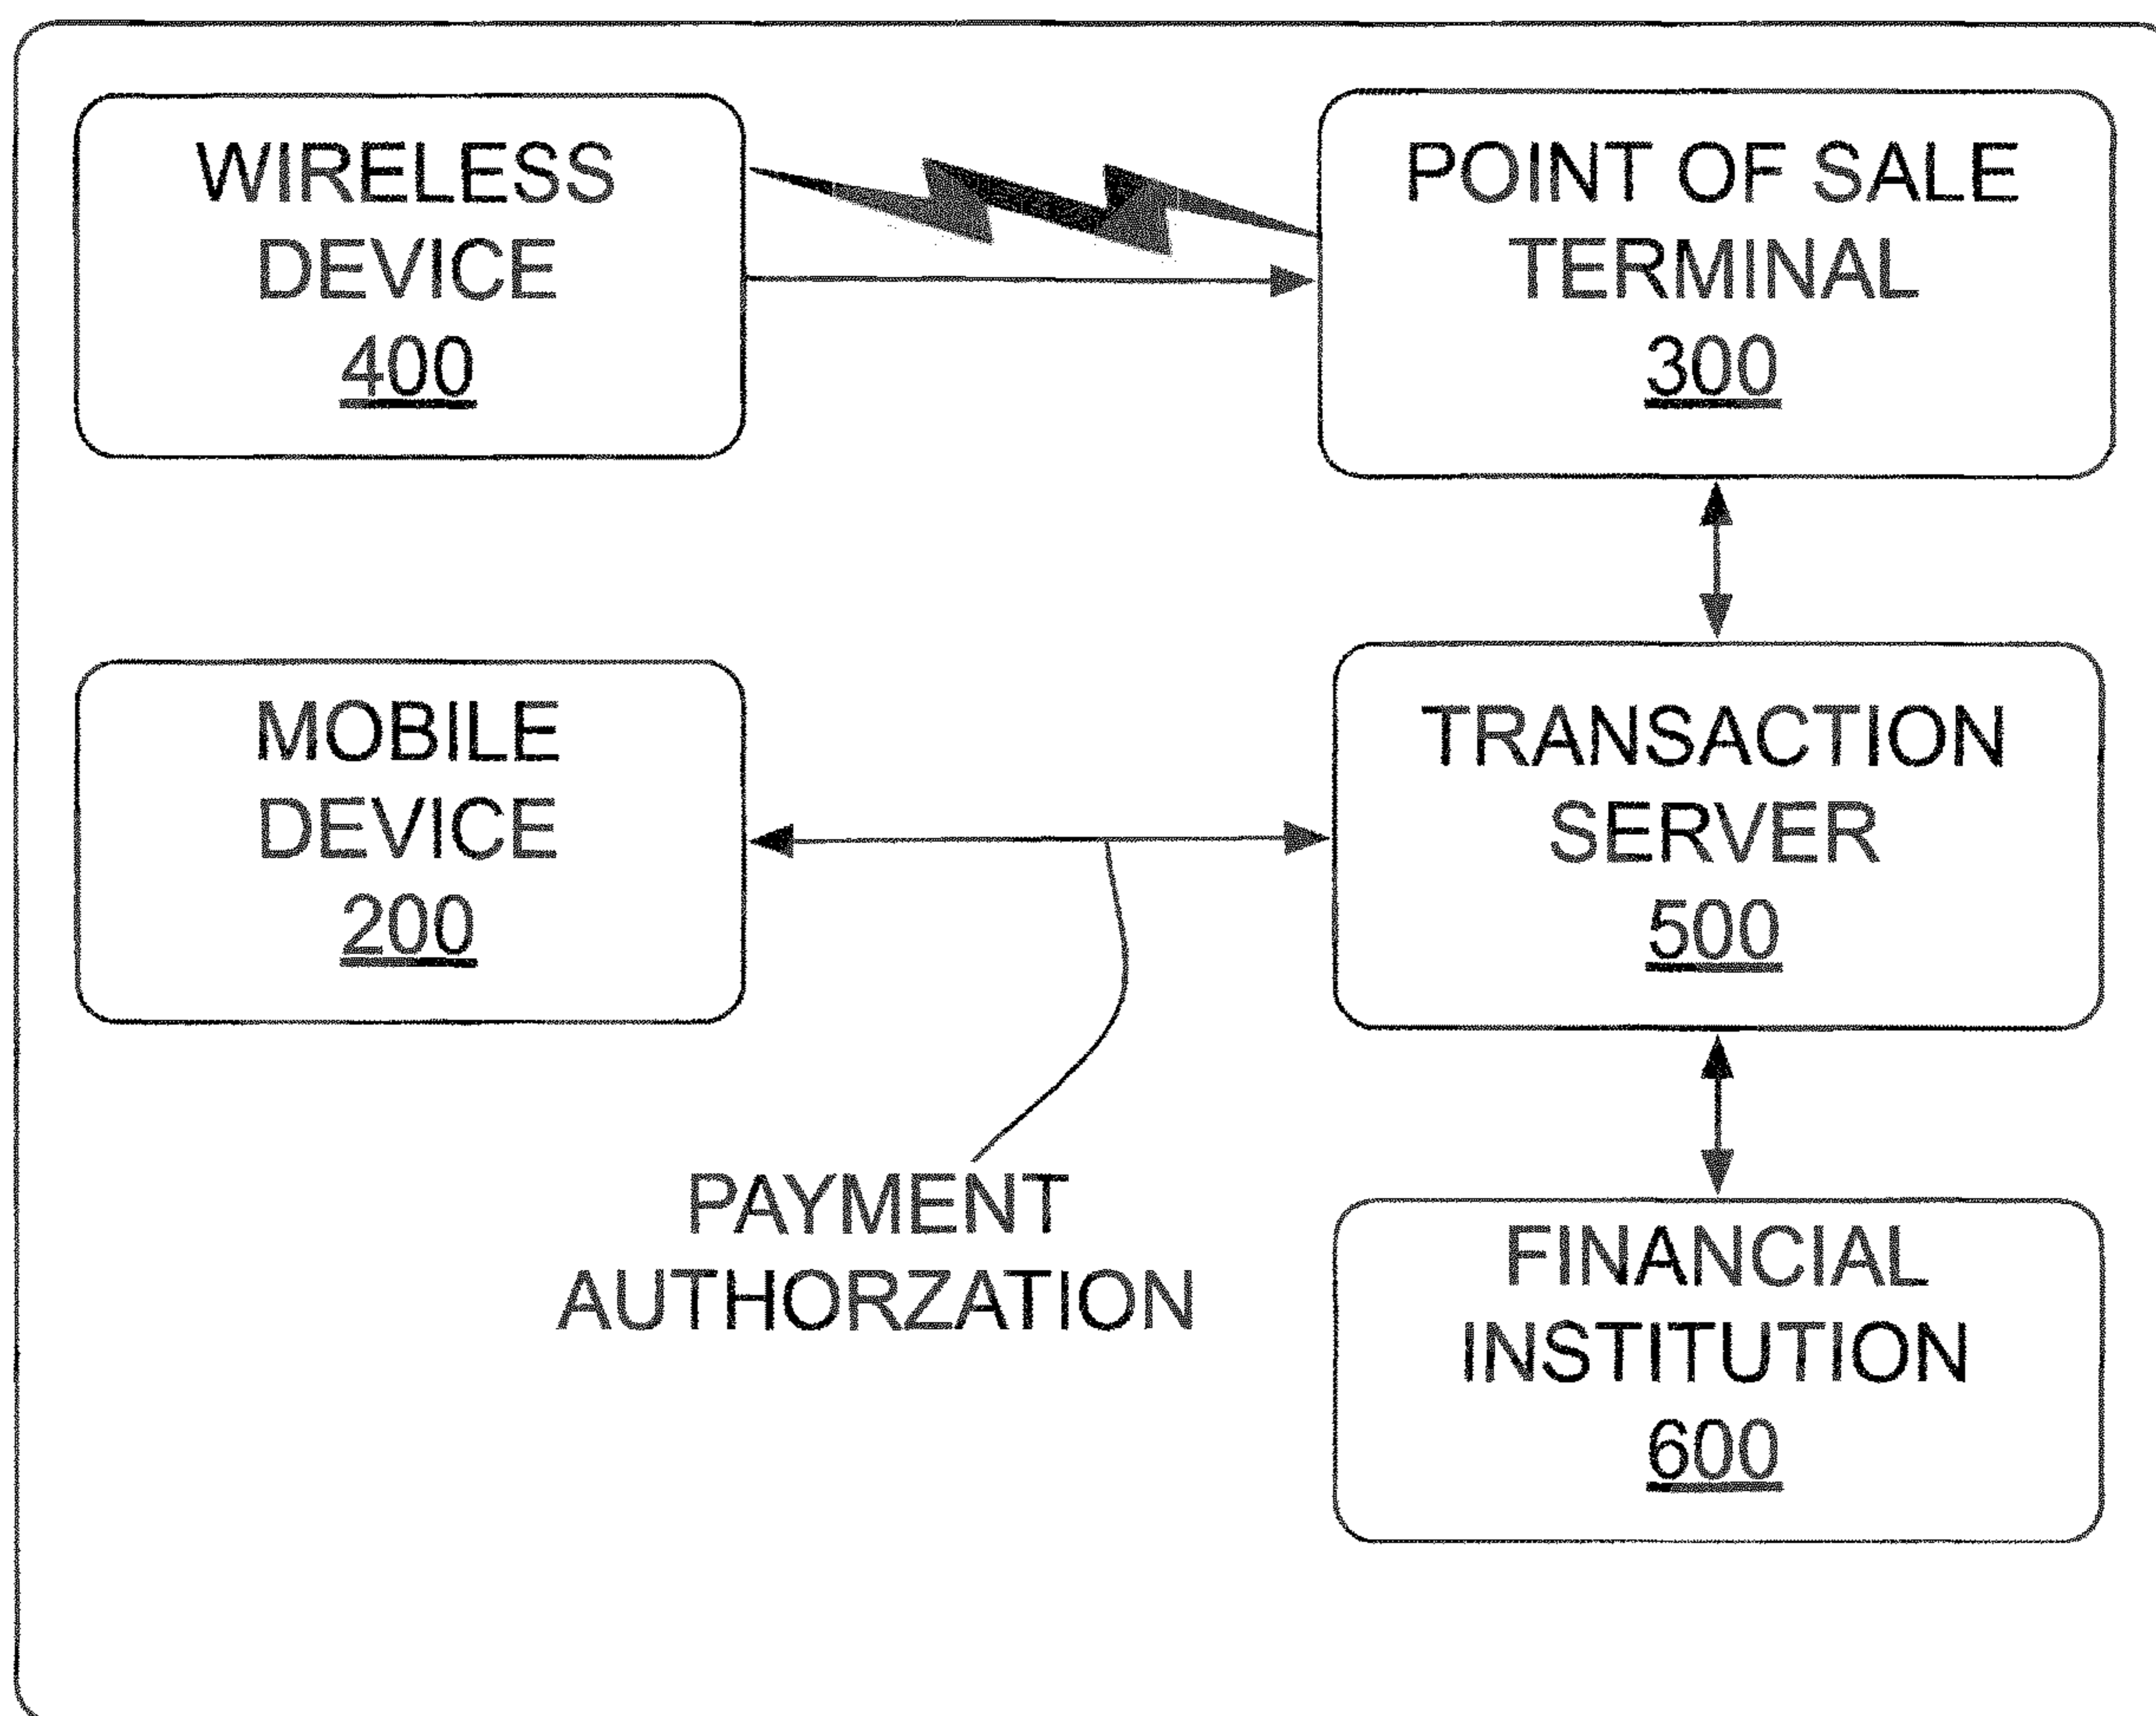 WIRELESS
DEVICE
400
POINT OF SALE
TERMINAL
300
MOBILE
DEVICE
200
TRANSACTION
SERVER
500
PAYMENT
AUTHORZATION
FINANCIAL
INSTITUTION
600